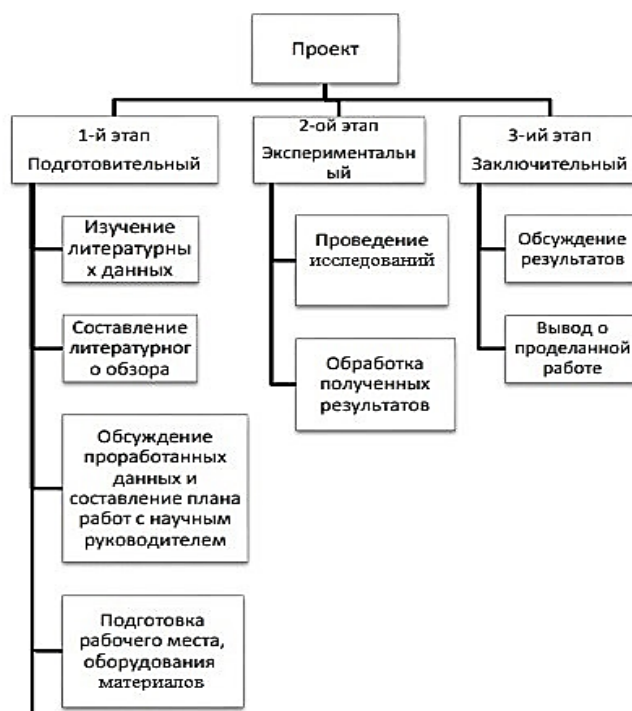 Проект
1-й этап
Подготовительный
Изучение
литературны
х данных
Составление
литературног
о обзора
Обсуждение
проработанных
данных и
составление плана
работ с научным
руководителем
Подготовка
рабочего места,
оборудования
материалов
2-ой этап
Экспериментальн
ый
Проведение
исследований
Обработка
полученных
результатов
3-ий этап
Заключительный
Обсуждение
результатов
Вывод о
проделанной
работе